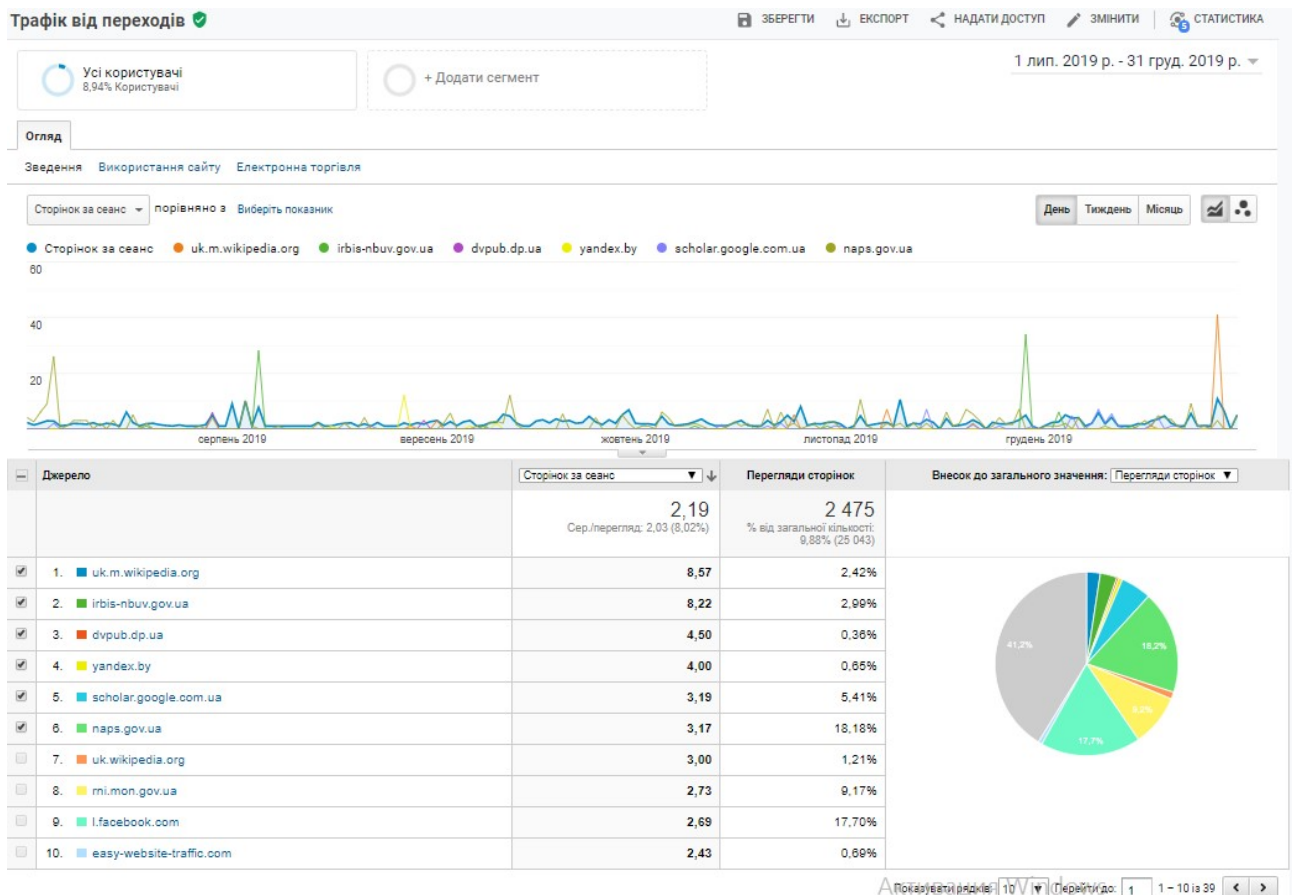 Трафік від переходів
ЗБЕРЕГТИ ЕКСПОРТ НАДАТИ ДОСТУП ЗМІНИТИ 5 СТАТИСТИКА
Усі користувачі
8,94% Користувачі
+ Додати сегмент
1 лип. 2019 р. - 31 груд. 2019 р.
Огляд
Зведення Використання сайту Електронна торгівля
Сторінок за сеанс порівняно з Виберіть показник
День Тиждень Місяць
Сторінок за сеанс uk.m.wikipedia.org irbis-nbuv.gov.ua dvpub.dp.ua yandex.by scholar.google.com.ua naps.gov.ua
60
40
20
серпень 2019 вересень 2019 жовтень 2019 листопад 2019 грудень 2019
Джерело Сторінок за сеанс Перегляди сторінок Внесок до загального значення: Перегляди сторінок
2,19 2 475
Сер./перегляд: 2,03 (8,02%) % від загальної кількості:
9,88% (25 043)
1. uk.m.wikipedia.org 8,57 2,42%
2. irbis-nbuv.gov.ua 8,22 2,99%
3. dvpub.dp.ua 4,50 0,36%
4. yandex.by 4,00 0,65%
5. scholar.google.com.ua 3,19 5,41%
6. naps.gov.ua 3,17 18,18%
7. uk.wikipedia.org 3,00 1,21%
8. rni.mon.gov.ua 2,73 9,17%
9. l.facebook.com 2,69 17,70%
10. easy-website-traffic.com 2,43 0,69%
41,2% 18,2%
9,2%
17,7%
Активация Windows
Показувати рядків: 10 Перейти до: 1 1 – 10 із 39